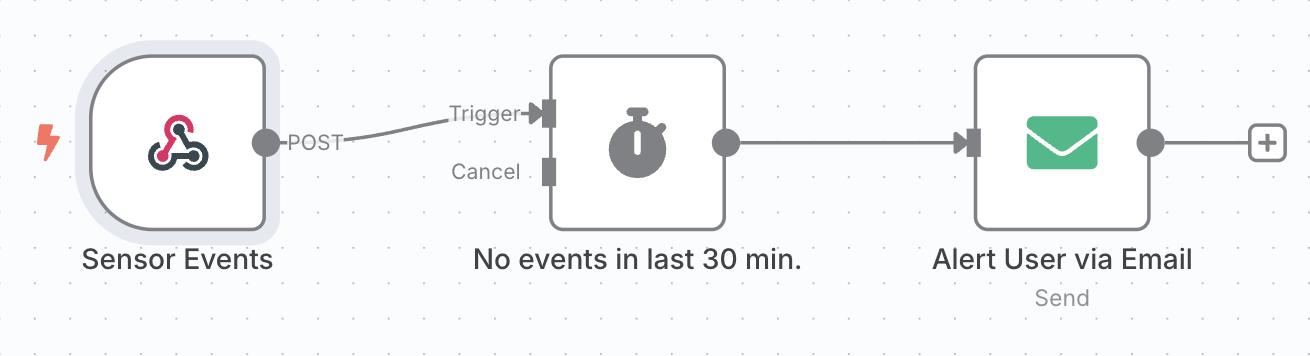 POST
Trigger
Cancel
Sensor Events
No events in last 30 min.
Alert User via Email
Send